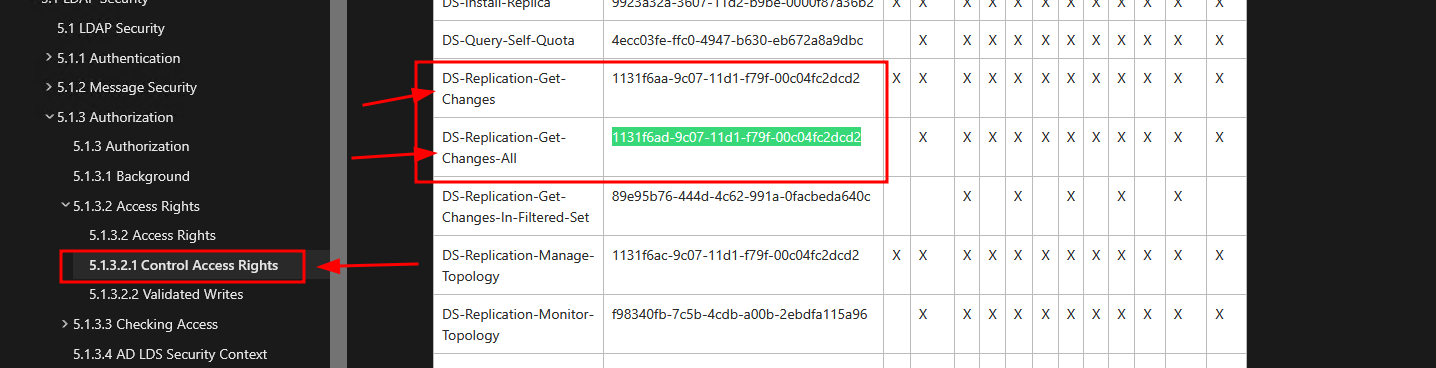 5.1 LDAP Security
5.1 LDAP Security
5.1.1 Authentication
5.1.2 Message Security
5.1.3 Authorization
5.1.3 Authorization
5.1.3.1 Background
5.1.3.2 Access Rights
5.1.3.2 Access Rights
5.1.3.2.1 Control Access Rights
5.1.3.2.2 Validated Writes
5.1.3.3 Checking Access
5.1.3.4 AD LDS Security Context
DS-Install-Replica 9923a32a-3607-11d2-b9be-0000f87a36b2 X X X X X X X X X X
DS-Query-Self-Quota 4ecc03fe-ffc0-4947-b630-eb672a8a9dbc X X X X X X X X X
DS-Replication-Get- 1131f6aa-9c07-11d1-f79f-00c04fc2dcd2 X X X X X X X X X X
Changes
DS-Replication-Get- 1131f6ad-9c07-11d1-f79f-00c04fc2dcd2 X X X X X X X X X
Changes-All
DS-Replication-Get- 89e95b76-444d-4c62-991a-0facbeda640c X X X X X
Changes-In-Filtered-Set
DS-Replication-Manage- 1131f6ac-9c07-11d1-f79f-00c04fc2dcd2 X X X X X X X X X X
Topology
DS-Replication-Monitor- f98340fb-7c5b-4cdb-a00b-2ebdfa115a96 X X X X X X X X X
Topology